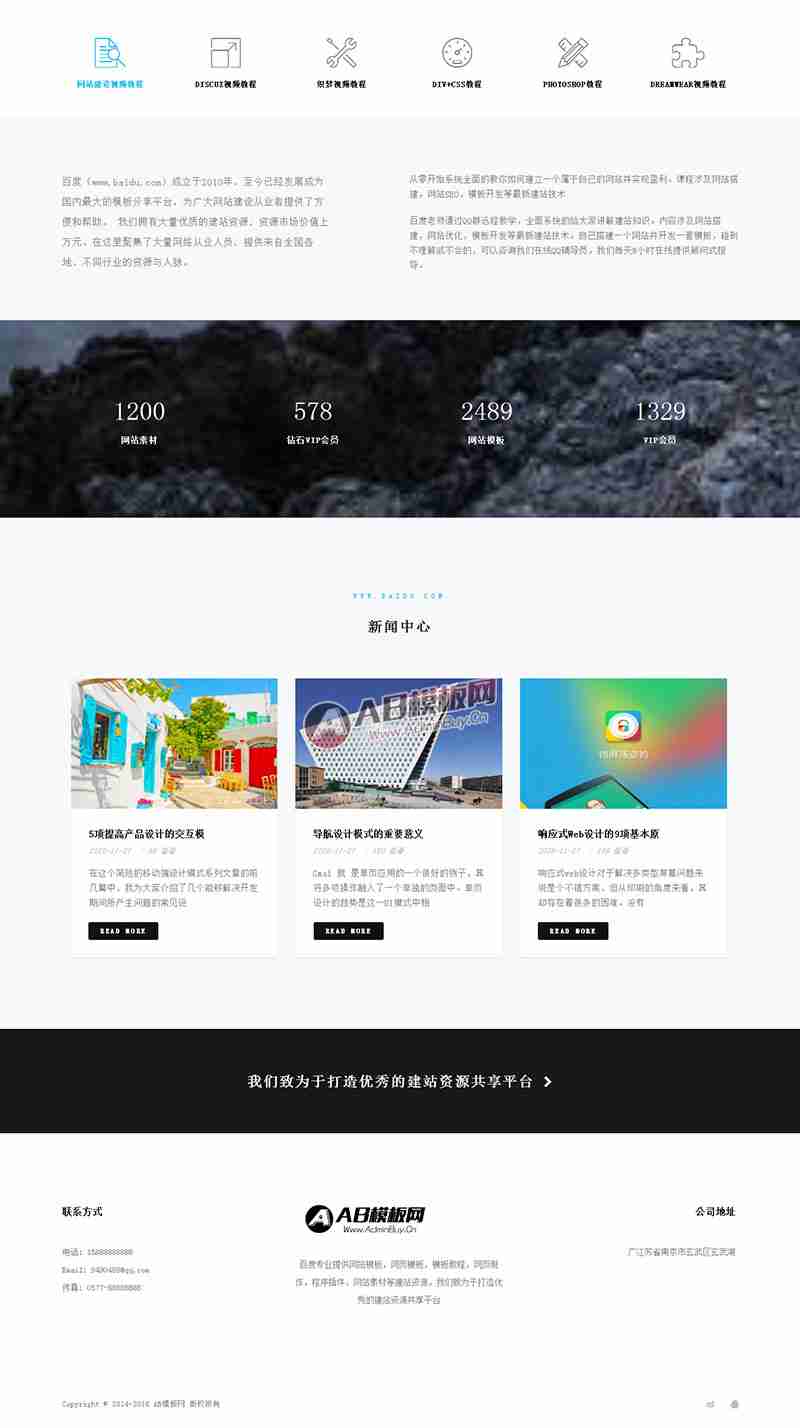 网站建设视频教程
DISCUZ视频教程
织梦视频教程
DIV+CSS教程
PHOTOSHOP教程
DREAMWEAR视频教程
百度（www.baidu.com）成立于2010年，至今已经发展成为
国内最大的模板分享平台，为广大网站建设从业者提供了方
便和帮助。 我们拥有大量优质的建站资源，资源市场价值上
万元，在这里聚集了大量网络从业人员，提供来自全国各
地、不同行业的资源与人脉。
从零开始系统全面的教你如何建立一个属于自己的网站并实现盈利，课程涉及网站搭
建，网站SEO，模板开发等最新建站技术
百度老师通过QQ群远程教学，全面系统的给大家讲解建站知识，内容涉及网站搭
建，网站优化，模板开发等最新建站技术，自己搭建一个网站并开发一套模板，碰到
不理解或不会的，可以咨询我们在线QQ辅导员，我们每天8小时在线提供顾问式指
导。
1200
578
2489
1329
网站素材
钻石VIP会员
网站模板
VIP会员
WWW.BAIDU.COM
新闻中心
AB模板网
www.AdminBuy.Cn
5项提高产品设计的交互模
导航设计模式的重要意义
响应式Web设计的9项基本原
在这个简短的移动端设计模式系列文章的前
几篇中，我为大家介绍了几个能够解决开发
期间所产生问题的常见设
Gmail 就 是单页应用的一个很好的例子，其
将多项操作融入了一个单独的页面中。单页
设计的趋势是这一UI模式中相
响应式web设计对于解决多类型屏幕问题来
说是个不错方案，但从印刷的角度来看，其
却存在着很多的困难。没有
READ MORE
READ MORE
READ MORE
我们致力于打造优秀的建站资源共享平台
联系方式
AB模板网
Www.AdminBuy.Cn
公司地址
电话：15888888888
传真：0577-88888888
百度专业提供网站模板，网页模板，模板教程，网页制
作，程序插件，网站素材等建站资源，我们致力于打造优
秀的建站资源共享平台
广江苏省南京市玄武区玄武湖
Copyright © 2014-2016 AB模板网 版权所有